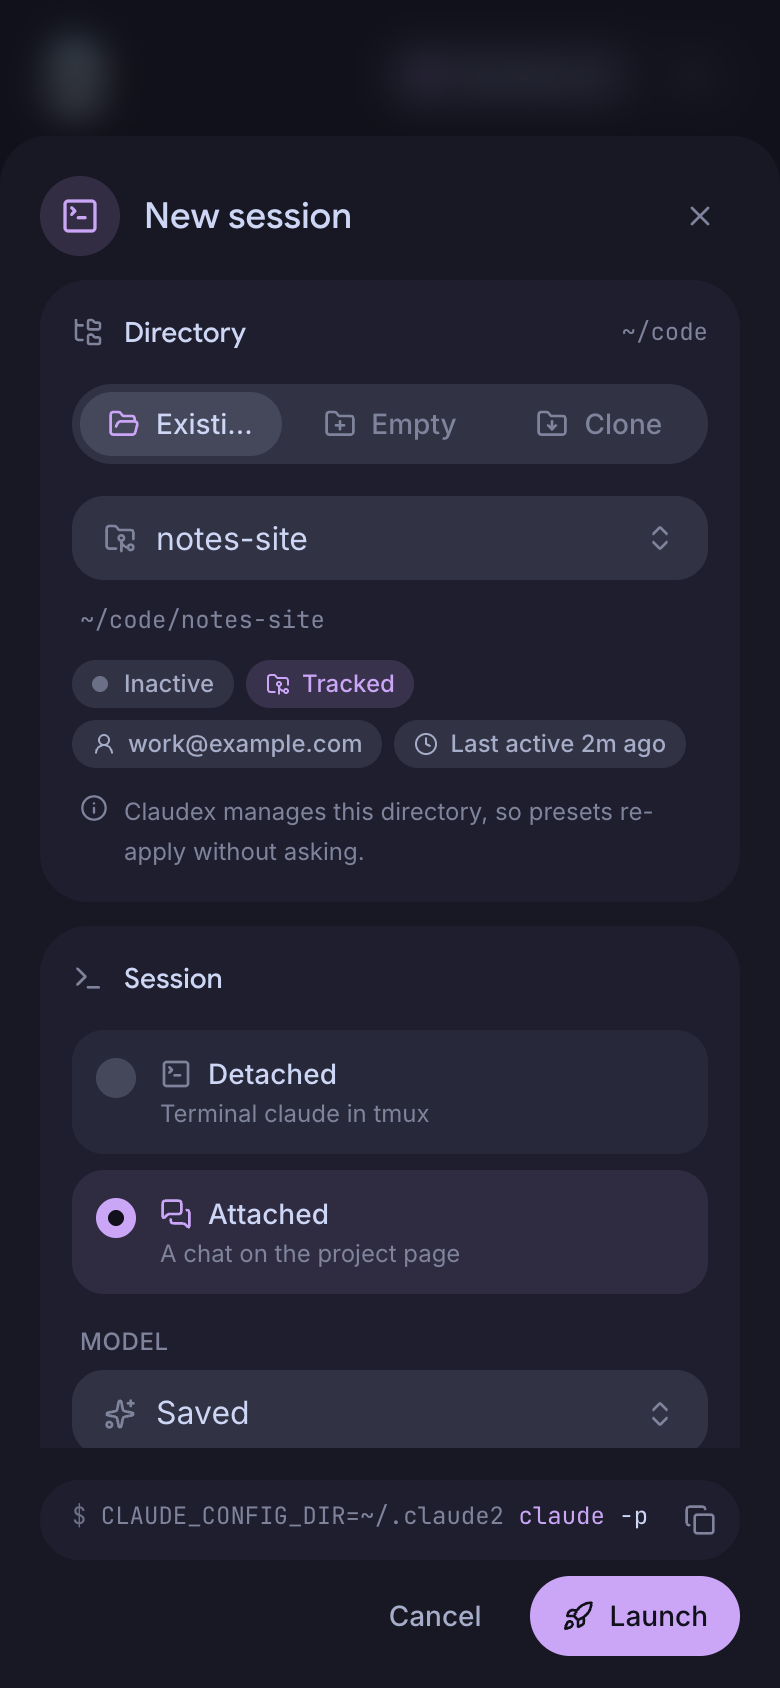 New session
Directory
~/code
Existi...
Empty
Clone
notes-site
~/code/notes-site
Inactive
Tracked
work@example.com
Last active 2m ago
Claudex manages this directory, so presets re-
apply without asking.
Session
Detached
Terminal claude in tmux
Attached
A chat on the project page
MODEL
Saved
$ CLAUDE_CONFIG_DIR=~/.claude2 claude -p
Cancel
Launch